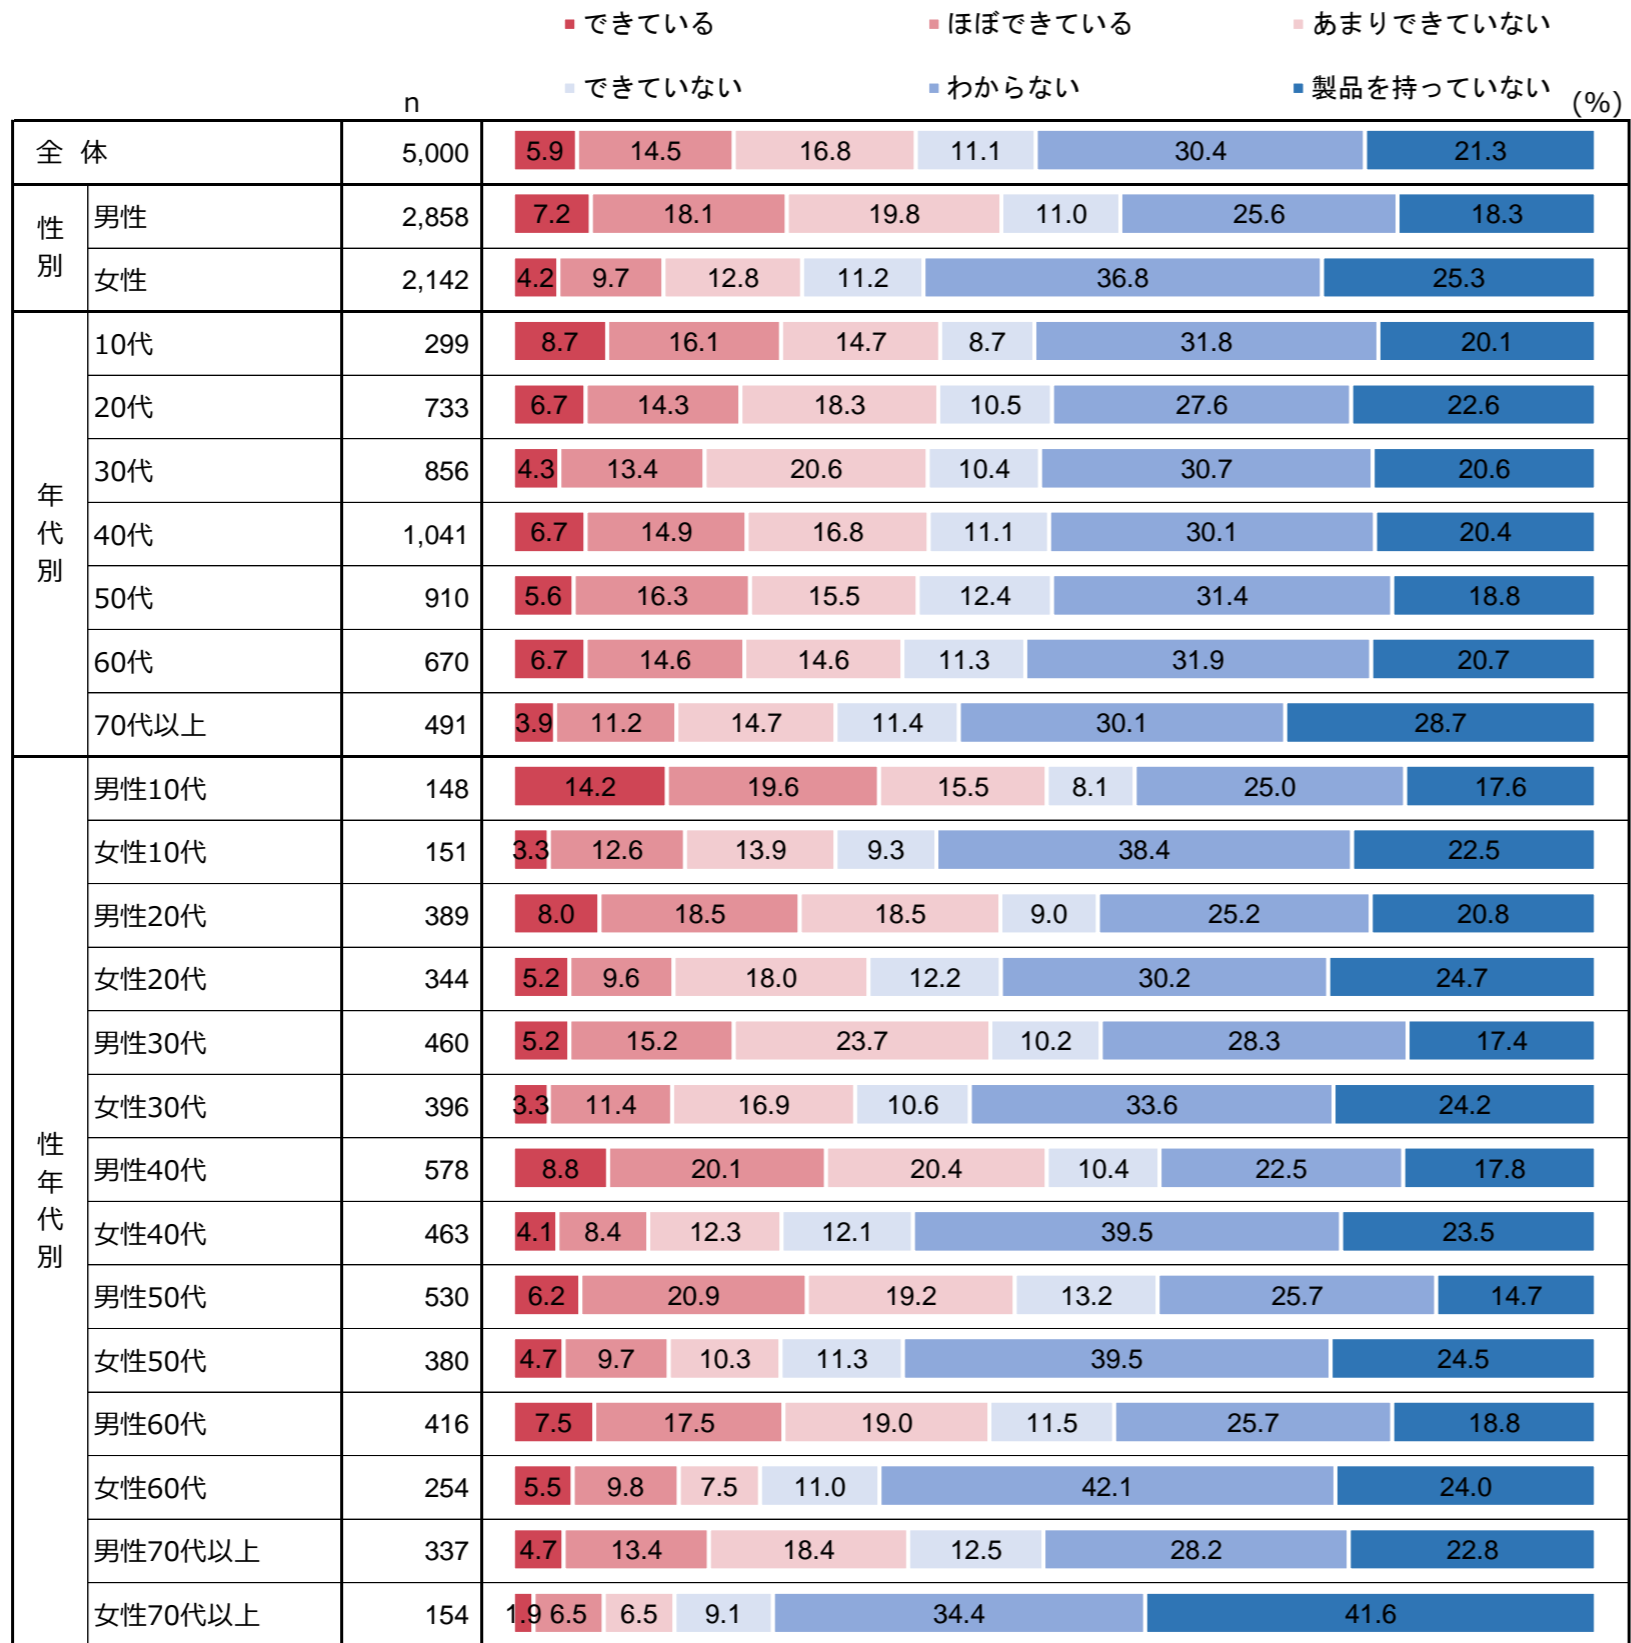 できている ほぼできている あまりできていない
できていない わからない 製品を持っていない (%)
n
全 体 5,000 5.9 14.5 16.8 11.1 30.4 21.3
性別
男性 2,858 7.2 18.1 19.8 11.0 25.6 18.3
女性 2,142 4.2 9.7 12.8 11.2 36.8 25.3
年代別
10代 299 8.7 16.1 14.7 8.7 31.8 20.1
20代 733 6.7 14.3 18.3 10.5 27.6 22.6
30代 856 4.3 13.4 20.6 10.4 30.7 20.6
40代 1,041 6.7 14.9 16.8 11.1 30.1 20.4
50代 910 5.6 16.3 15.5 12.4 31.4 18.8
60代 670 6.7 14.6 14.6 11.3 31.9 20.7
70代以上 491 3.9 11.2 14.7 11.4 30.1 28.7
性年代別
男性10代 148 14.2 19.6 15.5 8.1 25.0 17.6
女性10代 151 3.3 12.6 13.9 9.3 38.4 22.5
男性20代 389 8.0 18.5 18.5 9.0 25.2 20.8
女性20代 344 5.2 9.6 18.0 12.2 30.2 24.7
男性30代 460 5.2 15.2 23.7 10.2 28.3 17.4
女性30代 396 3.3 11.4 16.9 10.6 33.6 24.2
男性40代 578 8.8 20.1 20.4 10.4 22.5 17.8
女性40代 463 4.1 8.4 12.3 12.1 39.5 23.5
男性50代 530 6.2 20.9 19.2 13.2 25.7 14.7
女性50代 380 4.7 9.7 10.3 11.3 39.5 24.5
男性60代 416 7.5 17.5 19.0 11.5 25.7 18.8
女性60代 254 5.5 9.8 7.5 11.0 42.1 24.0
男性70代以上 337 4.7 13.4 18.4 12.5 28.2 22.8
女性70代以上 154 1.9 6.5 6.5 9.1 34.4 41.6